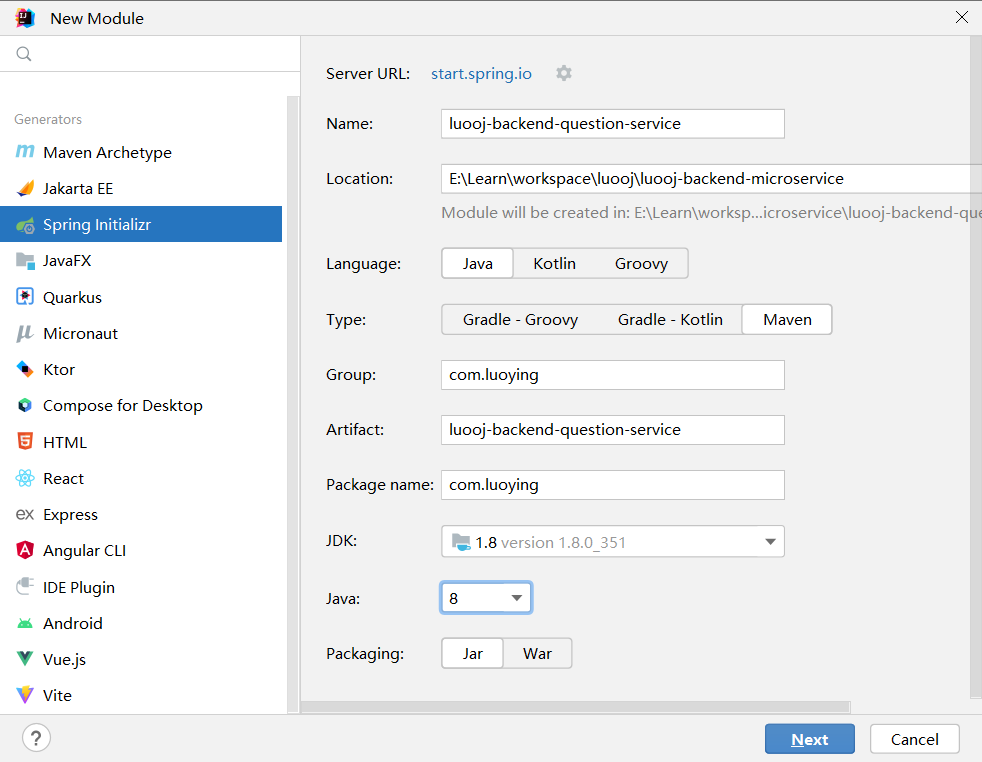 New Module
Generators
Maven Archetype
Jakarta EE
Spring Initializr
JavaFX
Quarkus
Micronaut
Ktor
Compose for Desktop
HTML
React
Express
Angular CLI
IDE Plugin
Android
Vue.js
Vite
Server URL: start.spring.io
Name: luooj-backend-question-service
Location: E:\Learn\workspace\luooj\luooj-backend-microservice
Module will be created in: E:\Learn\worksp...icroservice\luooj-backend-que
Language: Java Kotlin Groovy
Type: Gradle - Groovy Gradle - Kotlin Maven
Group: com.luoying
Artifact: luooj-backend-question-service
Package name: com.luoying
JDK: 1.8 version 1.8.0_351
Java: 8
Packaging: Jar War
? Next Cancel